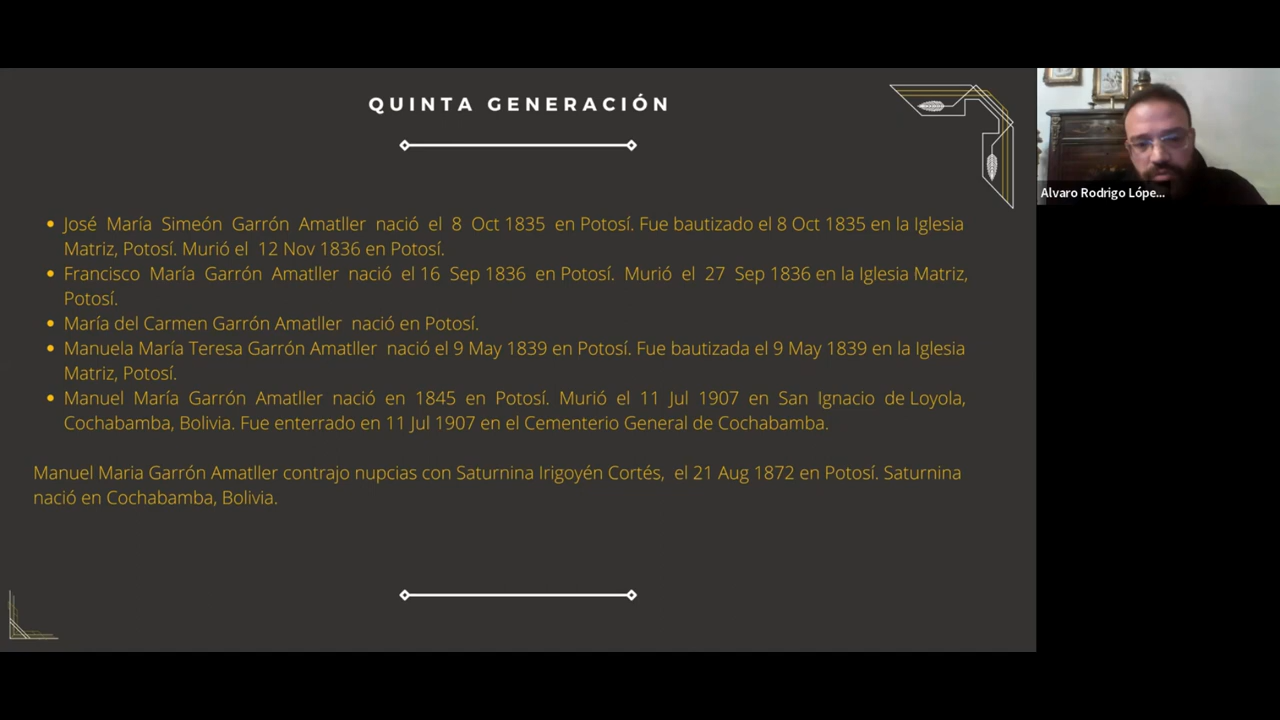 QUINTA GENERACIÓN
Alvaro Rodrigo Lópe...
• José María Simeón Garrón Amatller nació el 8 Oct 1835 en Potosí. Fue bautizado el 8 Oct 1835 en la Iglesia
Matriz, Potosí. Murió el 12 Nov 1836 en Potosí.
• Francisco María Garrón Amatller nació el 16 Sep 1836 en Potosí. Murió el 27 Sep 1836 en la Iglesia Matriz,
Potosí.
• María del Carmen Garrón Amatller nació en Potosí.
• Manuela María Teresa Garrón Amatller nació el 9 May 1839 en Potosí. Fue bautizada el 9 May 1839 en la Iglesia
Matriz, Potosí.
• Manuel María Garrón Amatller nació en 1845 en Potosí. Murió el 11 Jul 1907 en San Ignacio de Loyola,
Cochabamba, Bolivia. Fue enterrado en 11 Jul 1907 en el Cementerio General de Cochabamba.
Manuel Maria Garrón Amatller contrajo nupcias con Saturnina Irigoyén Cortés, el 21 Aug 1872 en Potosí. Saturnina
nació en Cochabamba, Bolivia.